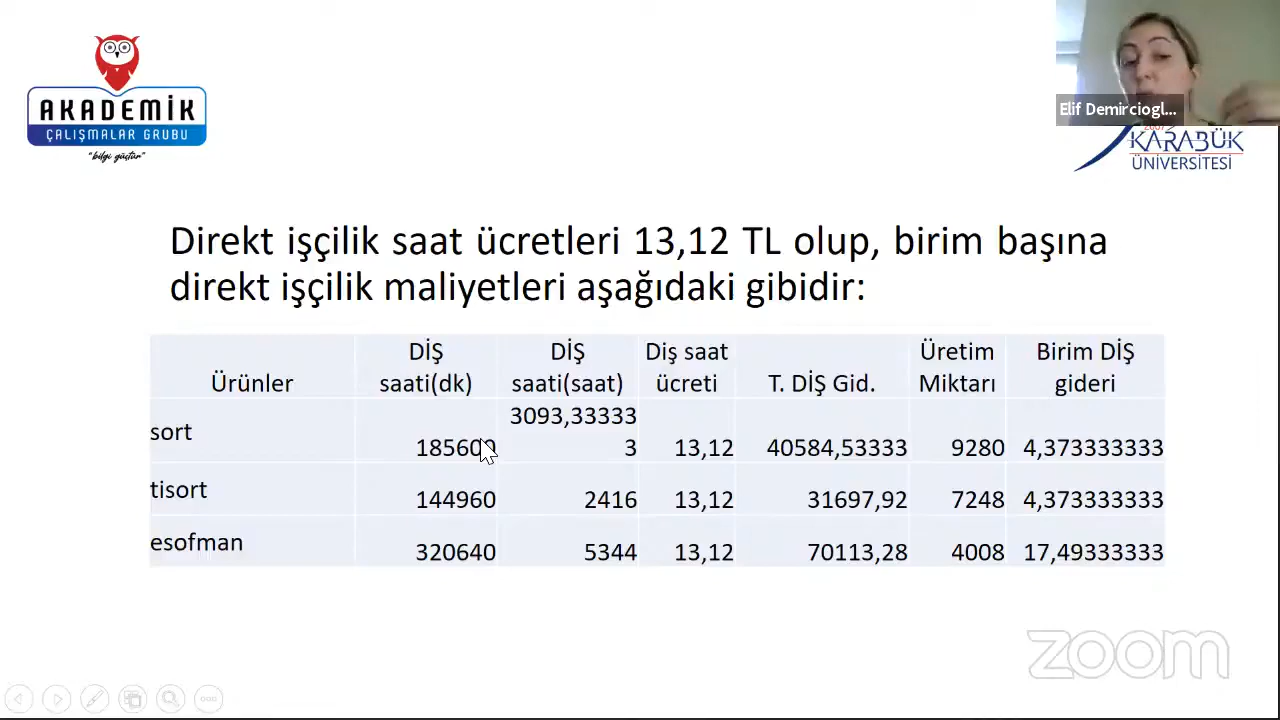 AKADEMİK
ÇALIŞMALAR GRUBU
"bilgi güçtür"
Elif Demirciogl...
2007
KARABÜK
ÜNİVERSİTESİ
Direkt işçilik saat ücretleri 13,12 TL olup, birim başına
direkt işçilik maliyetleri aşağıdaki gibidir:
Ürünler DİŞ saati(dk) DİŞ saati(saat) Diş saat ücreti T. DİŞ Gid. Üretim Miktarı Birim DİŞ gideri
sort 185600 3093,333333 13,12 40584,53333 9280 4,373333333
tisort 144960 2416 13,12 31697,92 7248 4,373333333
esofman 320640 5344 13,12 70113,28 4008 17,49333333
zoom